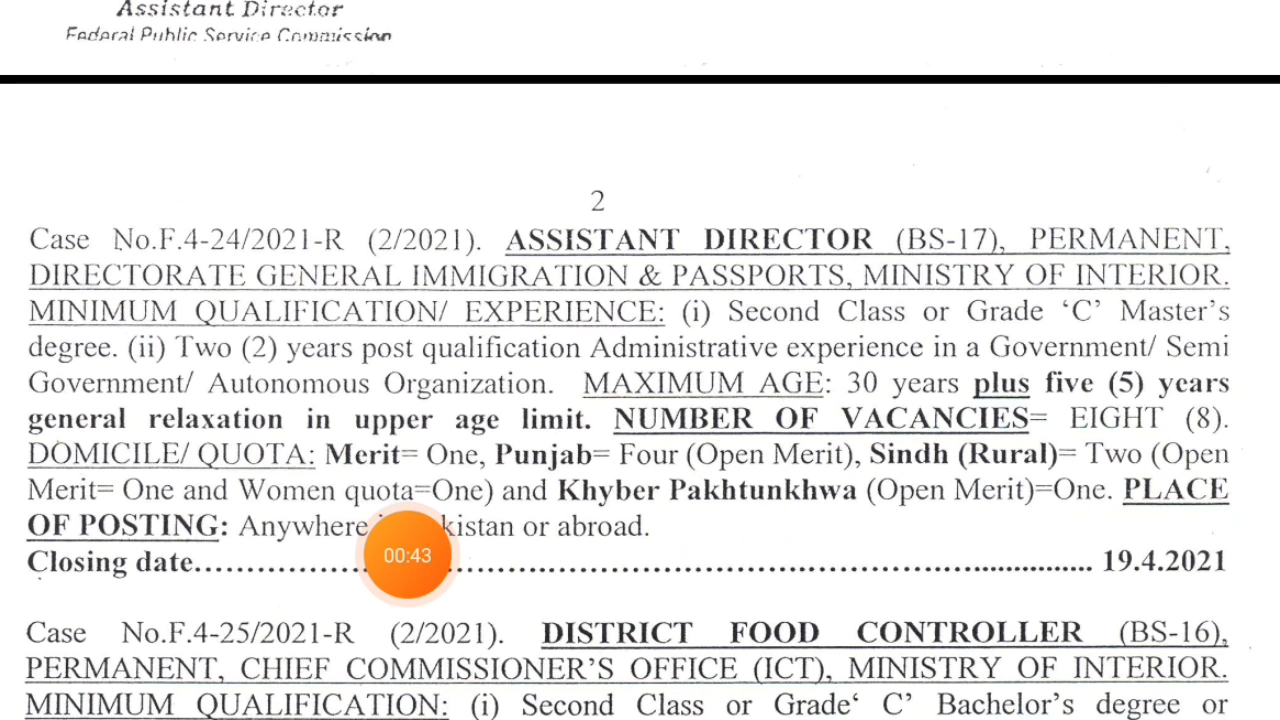 Assistant Director
Federal Public Service Commission
2
Case No.F.4-24/2021-R (2/2021). ASSISTANT DIRECTOR (BS-17), PERMANENT,
DIRECTORATE GENERAL IMMIGRATION & PASSPORTS, MINISTRY OF INTERIOR.
MINIMUM QUALIFICATION/ EXPERIENCE: (i) Second Class or Grade ‘C’ Master’s
degree. (ii) Two (2) years post qualification Administrative experience in a Government/ Semi
Government/ Autonomous Organization. MAXIMUM AGE: 30 years plus five (5) years
general relaxation in upper age limit. NUMBER OF VACANCIES= EIGHT (8).
DOMICILE/ QUOTA: Merit= One, Punjab= Four (Open Merit), Sindh (Rural)= Two (Open
Merit= One and Women quota=One) and Khyber Pakhtunkhwa (Open Merit)=One. PLACE
OF POSTING: Anywhere kistan or abroad.
Closing date.......................................................................... 19.4.2021
00:43
Case No.F.4-25/2021-R (2/2021). DISTRICT FOOD CONTROLLER (BS-16),
PERMANENT, CHIEF COMMISSIONER’S OFFICE (ICT), MINISTRY OF INTERIOR.
MINIMUM QUALIFICATION: (i) Second Class or Grade‘ C’ Bachelor’s degree or